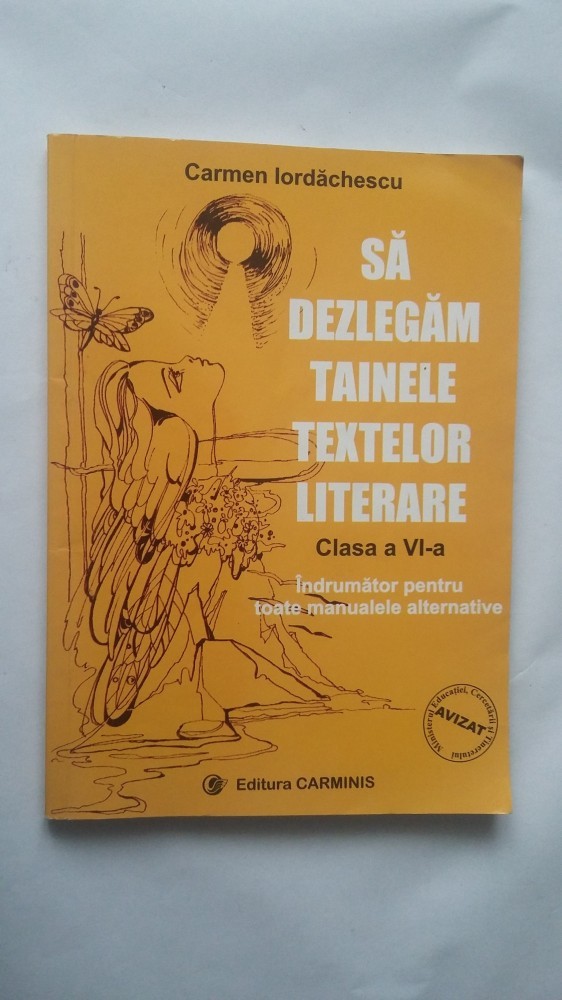 Carmen Iordăchescu
SĂ
DEZLEGĂM
TAINELE
TEXTELOR
LITERARE
Clasa a VI-a
Îndrumător pentru
toate manualele alternative
Ministerul Educației, Cercetării și Tineretului
AVIZAT
Editura CARMINIS